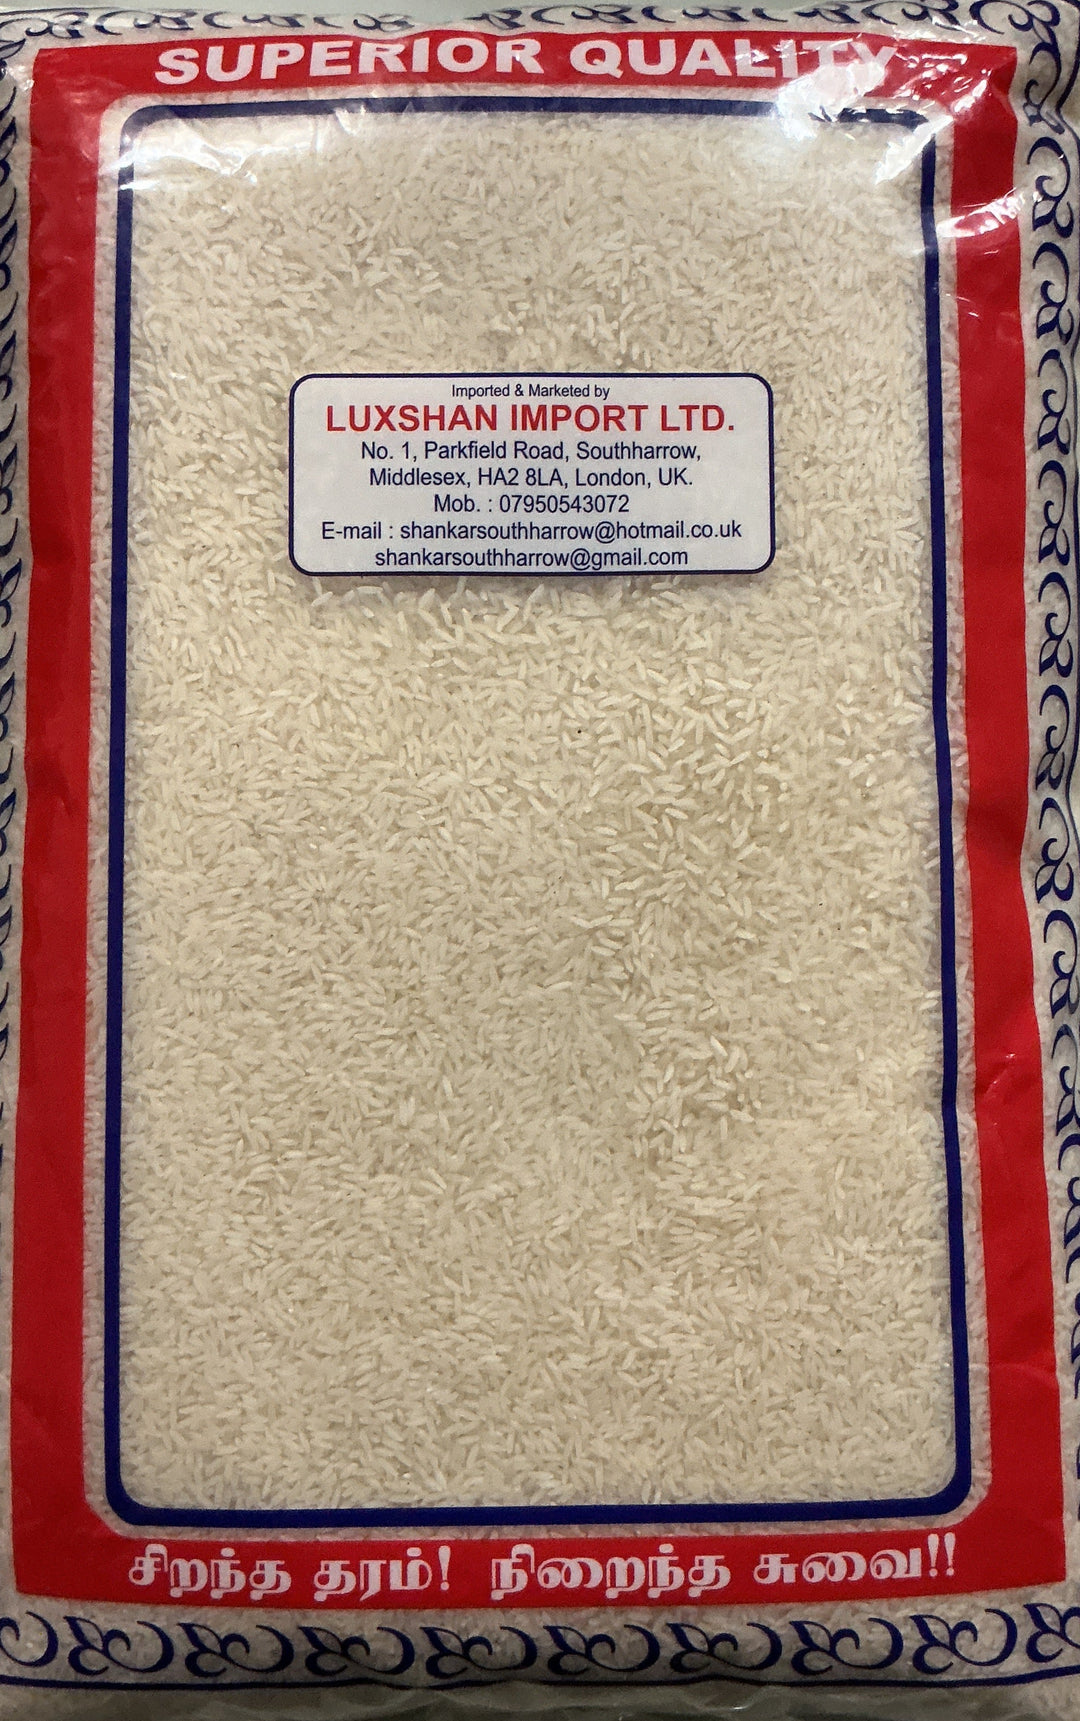 SUPERIOR QUALITY
Imported & Marketed by
LUXSHAN IMPORT LTD.
No. 1, Parkfield Road, Southharrow,
Middlesex, HA2 8LA, London, UK.
Mob. : 07950543072
E-mail : shankarsouthharrow@hotmail.co.uk
shankarsouthharrow@gmail.com
சிறந்த தரம்! நிறைந்த சுவை!!